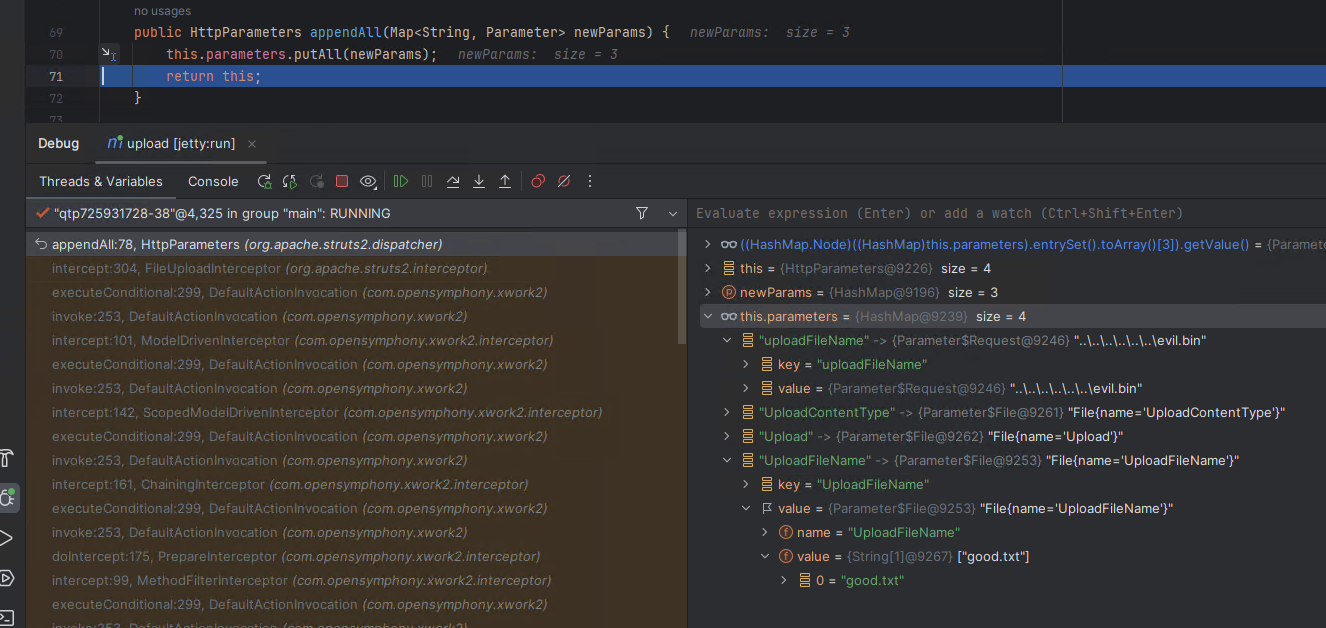 no usages
69 public HttpParameters appendAll(Map<String, Parameter> newParams) { newParams: size = 3
70 this.parameters.putAll(newParams); newParams: size = 3
71 return this;
72 }
73
Debug upload [jetty:run]
Threads & Variables Console
"qtp725931728-38"@4,325 in group "main": RUNNING
appendAll:78, HttpParameters (org.apache.struts2.dispatcher)
intercept:304, FileUploadInterceptor (org.apache.struts2.interceptor)
executeConditional:299, DefaultActionInvocation (com.opensymphony.xwork2)
invoke:253, DefaultActionInvocation (com.opensymphony.xwork2)
intercept:101, ModelDrivenInterceptor (com.opensymphony.xwork2.interceptor)
executeConditional:299, DefaultActionInvocation (com.opensymphony.xwork2)
invoke:253, DefaultActionInvocation (com.opensymphony.xwork2)
intercept:142, ScopedModelDrivenInterceptor (com.opensymphony.xwork2.interceptor)
executeConditional:299, DefaultActionInvocation (com.opensymphony.xwork2)
invoke:253, DefaultActionInvocation (com.opensymphony.xwork2)
intercept:161, ChainingInterceptor (com.opensymphony.xwork2.interceptor)
executeConditional:299, DefaultActionInvocation (com.opensymphony.xwork2)
invoke:253, DefaultActionInvocation (com.opensymphony.xwork2)
doIntercept:175, PrepareInterceptor (com.opensymphony.xwork2.interceptor)
intercept:99, MethodFilterInterceptor (com.opensymphony.xwork2.interceptor)
executeConditional:299, DefaultActionInvocation (com.opensymphony.xwork2)
invoke:253, DefaultActionInvocation (com.opensymphony.xwork2)
Evaluate expression (Enter) or add a watch (Ctrl+Shift+Enter)
((HashMap.Node)((HashMap)this.parameters).entrySet().toArray()[3]).getValue() = {Paramete
this = {HttpParameters@9226} size = 4
newParams = {HashMap@9196} size = 3
this.parameters = {HashMap@9239} size = 4
"uploadFileName" -> {Parameter$Request@9246} "..\..\..\..\..\..\evil.bin"
key = "uploadFileName"
value = {Parameter$Request@9246} "..\..\..\..\..\..\evil.bin"
"UploadContentType" -> {Parameter$File@9261} "File{name='UploadContentType'}"
"Upload" -> {Parameter$File@9262} "File{name='Upload'}"
"UploadFileName" -> {Parameter$File@9253} "File{name='UploadFileName'}"
key = "UploadFileName"
value = {Parameter$File@9253} "File{name='UploadFileName'}"
name = "UploadFileName"
value = {String[1]@9267} ["good.txt"]
0 = "good.txt"